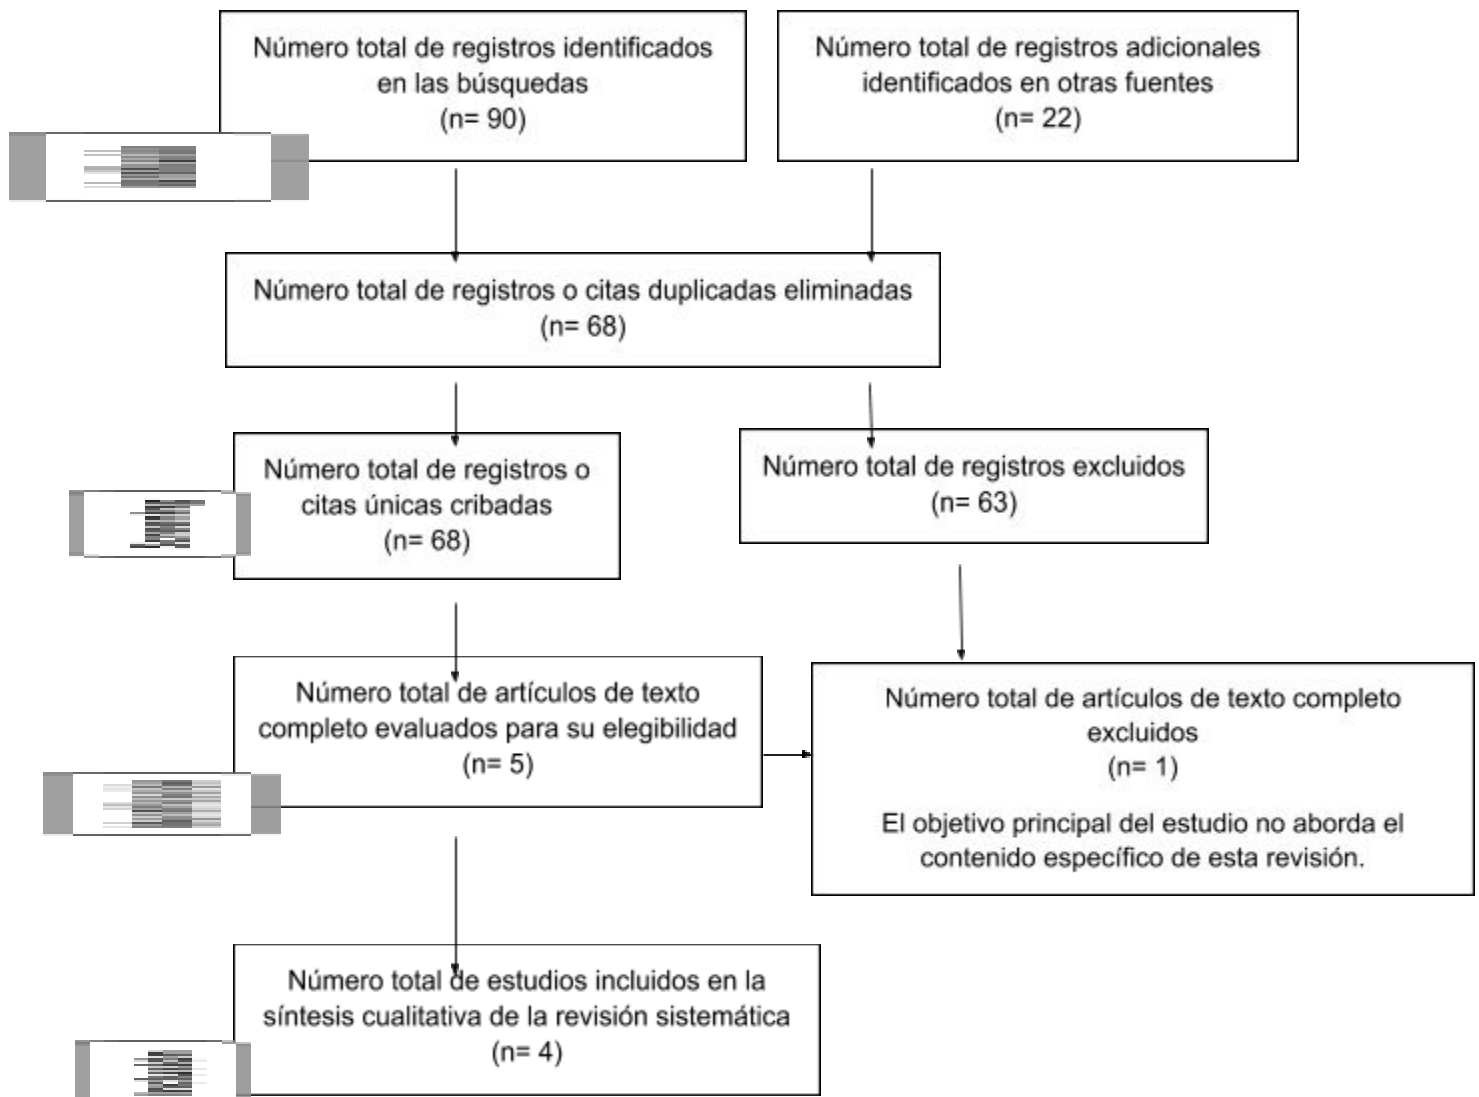 Número total de registros identificados
en las búsquedas
(n= 90)
Número total de registros adicionales
identificados en otras fuentes
(n= 22)
Número total de registros o citas duplicadas eliminadas
(n= 68)
Número total de registros o
citas únicas cribadas
(n= 68)
Número total de registros excluidos
(n= 63)
Número total de artículos de texto
completo evaluados para su elegibilidad
(n= 5)
Número total de artículos de texto completo
excluidos
(n= 1)
El objetivo principal del estudio no aborda el
contenido específico de esta revisión.
Número total de estudios incluidos en la
síntesis cualitativa de la revisión sistemática
(n= 4)